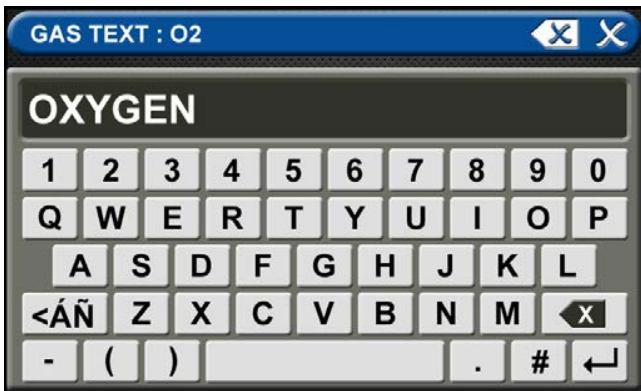 GAS TEXT : O2
OXYGEN
1 2 3 4 5 6 7 8 9 0
Q W E R T Y U I O P
A S D F G H J K L
<ÁÑ Z X C V B N M X
- ( ) . #